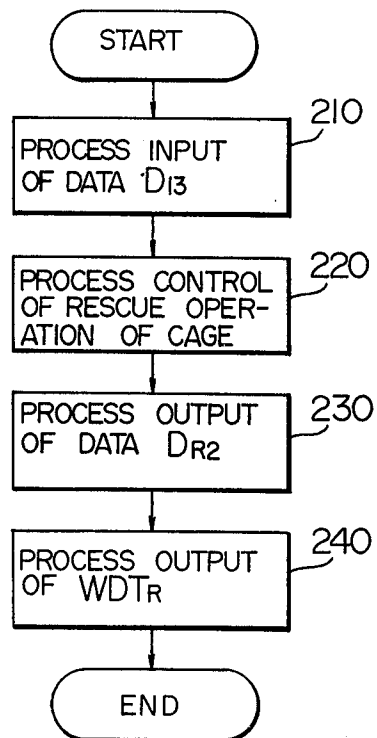 START
210
PROCESS INPUT
OF DATA D13
220
PROCESS CONTROL
OF RESCUE OPER-
ATION OF CAGE
230
PROCESS OUTPUT
OF DATA DR2
240
PROCESS OUTPUT
OF WDTR
END